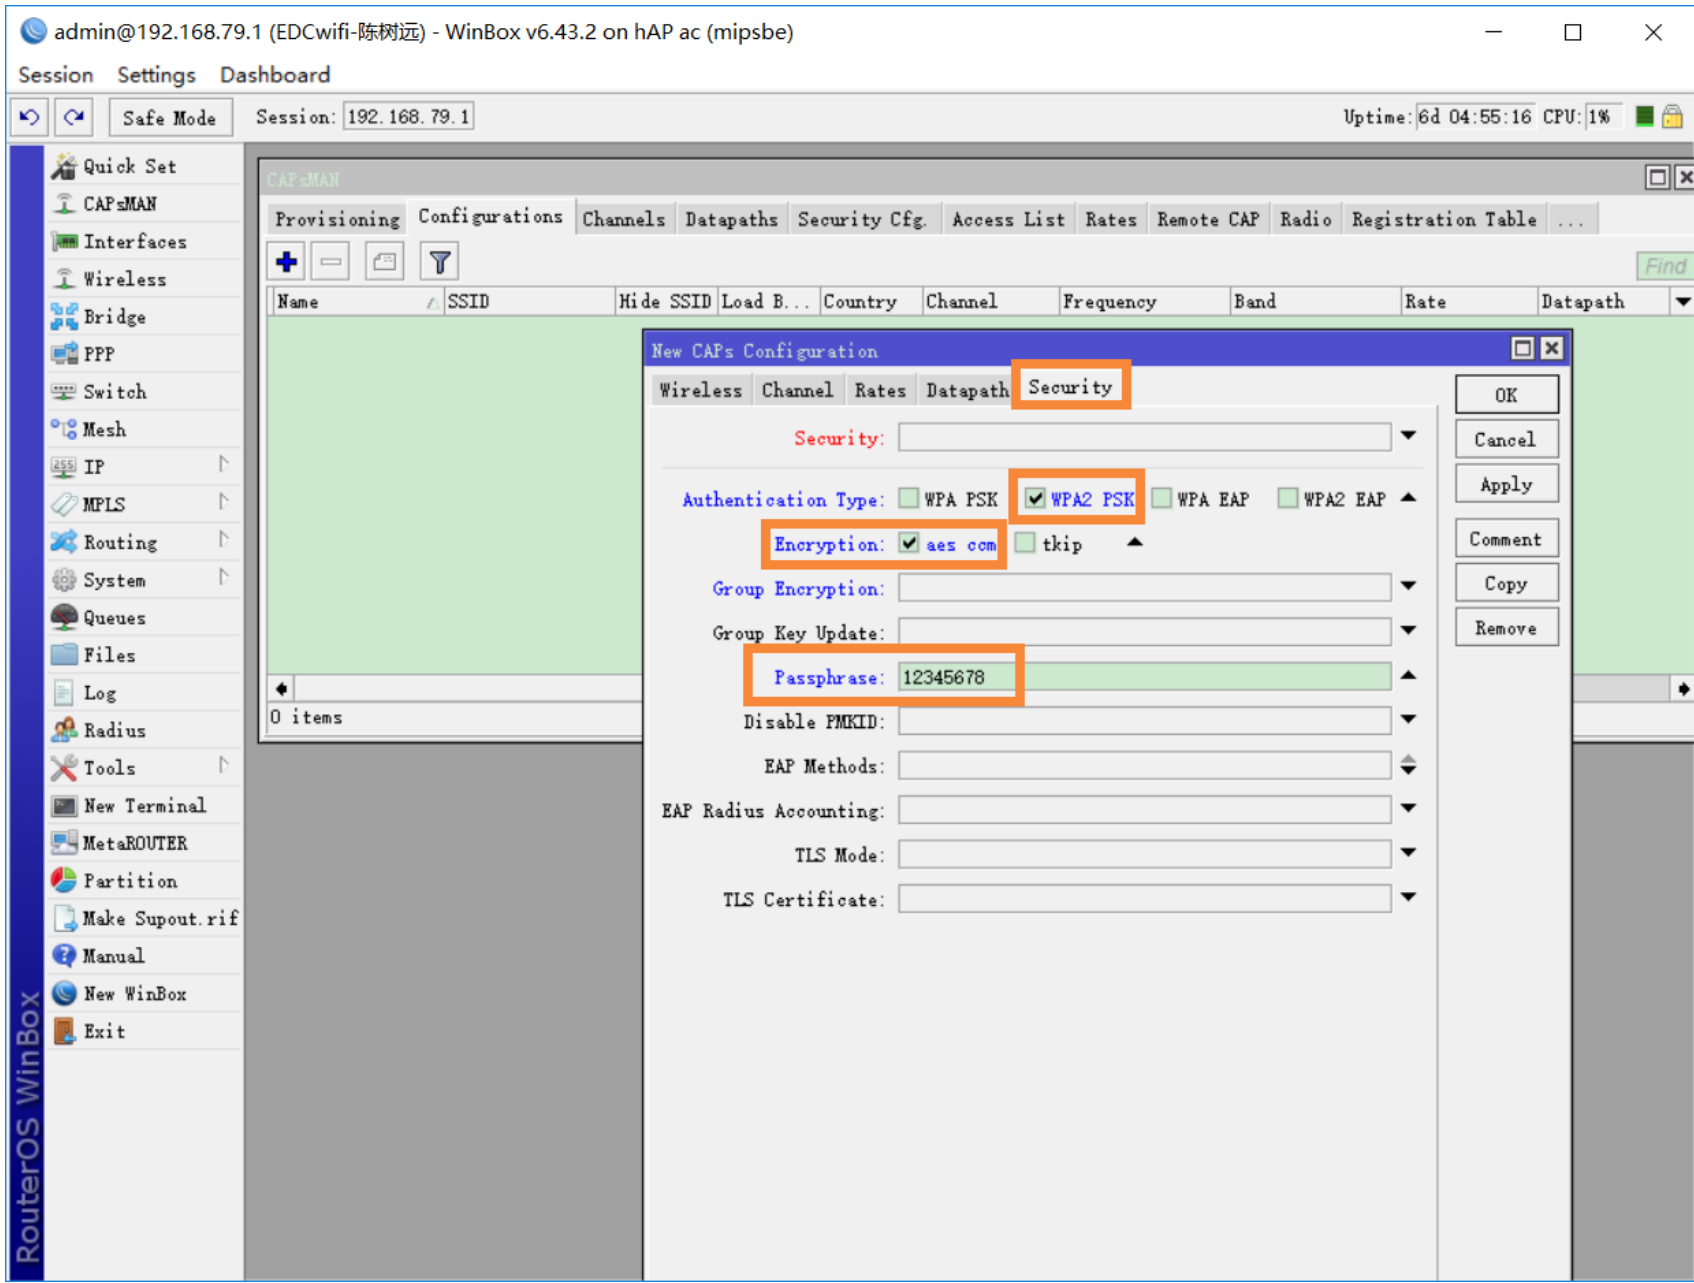 admin@192.168.79.1 (EDCwifi-陈树远) - WinBox v6.43.2 on hAP ac (mipsbe)
Session Settings Dashboard
Safe Mode Session: 192.168.79.1 Uptime: 6d 04:55:16 CPU: 1%
Quick Set
CAPsMAN
Interfaces
Wireless
Bridge
PPP
Switch
Mesh
IP
MPLS
Routing
System
Queues
Files
Log
Radius
Tools
New Terminal
MetaROUTER
Partition
Make Supout.rif
Manual
New WinBox
Exit
RouterOS WinBox
CAPsMAN
Provisioning Configurations Channels Datapaths Security Cfg. Access List Rates Remote CAP Radio Registration Table ...
Find
Name SSID Hide SSID Load B... Country Channel Frequency Band Rate Datapath
0 items
New CAPs Configuration
Wireless Channel Rates Datapath Security
Security:
Authentication Type: WPA PSK WPA2 PSK WPA EAP WPA2 EAP
Encryption: aes ccm tkip
Group Encryption:
Group Key Update:
Passphrase: 12345678
Disable PMKID:
EAP Methods:
EAP Radius Accounting:
TLS Mode:
TLS Certificate:
OK
Cancel
Apply
Comment
Copy
Remove